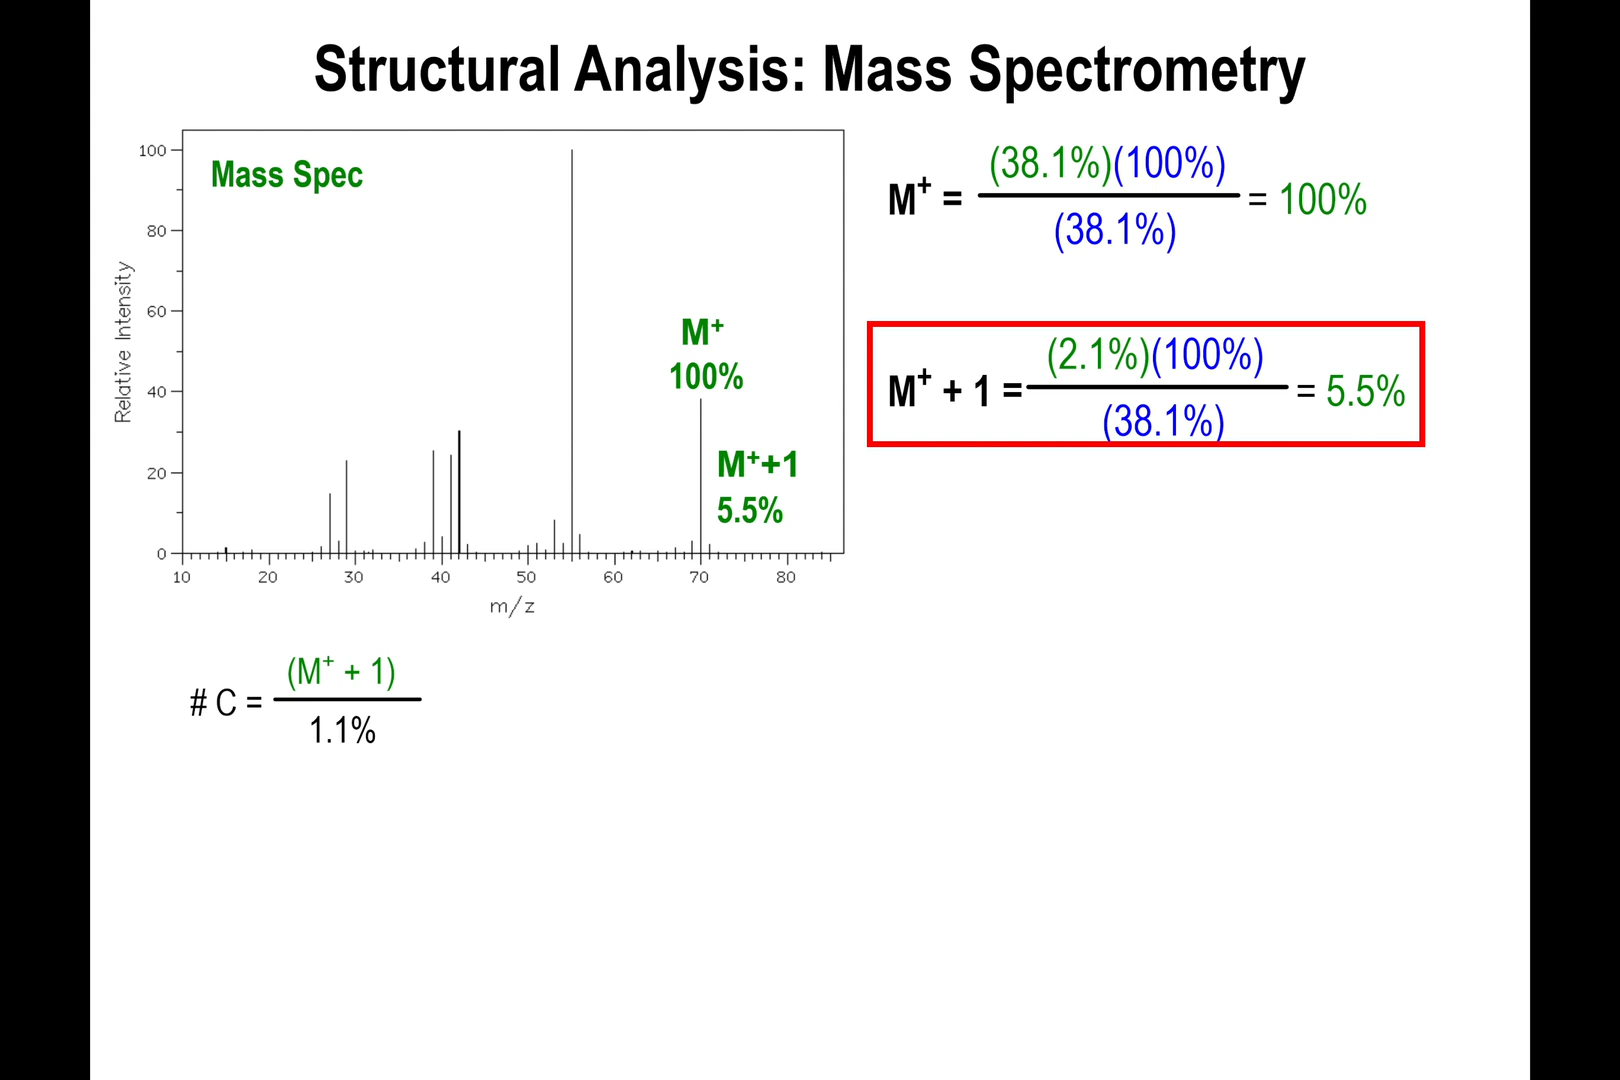 Structural Analysis: Mass Spectrometry
Mass Spec
100
80
60
40
20
0
Relative Intensity
10 20 30 40 50 60 70 80
m/z
M⁺
100%
M⁺+1
5.5%
M⁺ = (38.1%)(100%) / (38.1%) = 100%
M⁺ + 1 = (2.1%)(100%) / (38.1%) = 5.5%
# C = (M⁺ + 1) / 1.1%